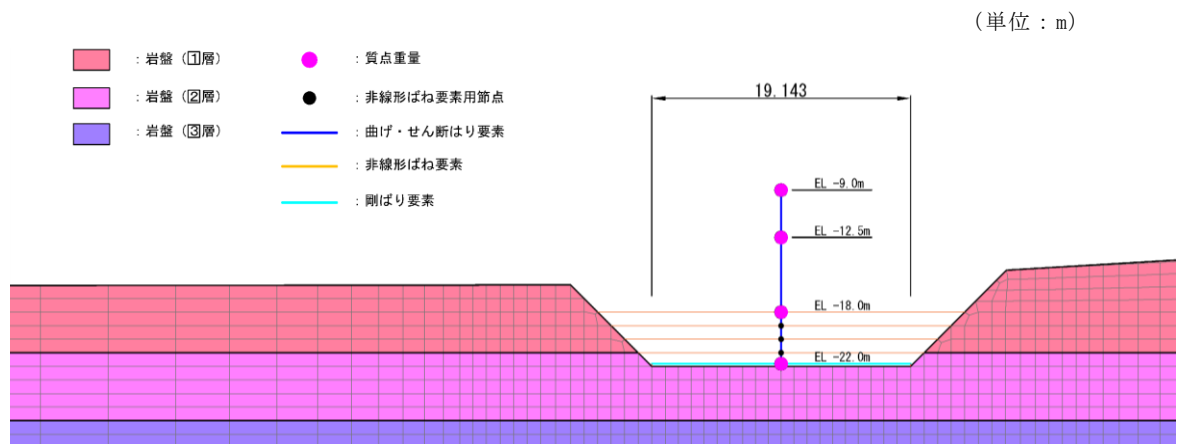 (単位：m)
：岩盤（1層）
：質点重量
：岩盤（2層）
：非線形ばね要素用節点
：岩盤（3層）
：曲げ・せん断はり要素
：非線形ばね要素
：剛ばり要素
19.143
EL -9.0m
EL -12.5m
EL -18.0m
EL -22.0m